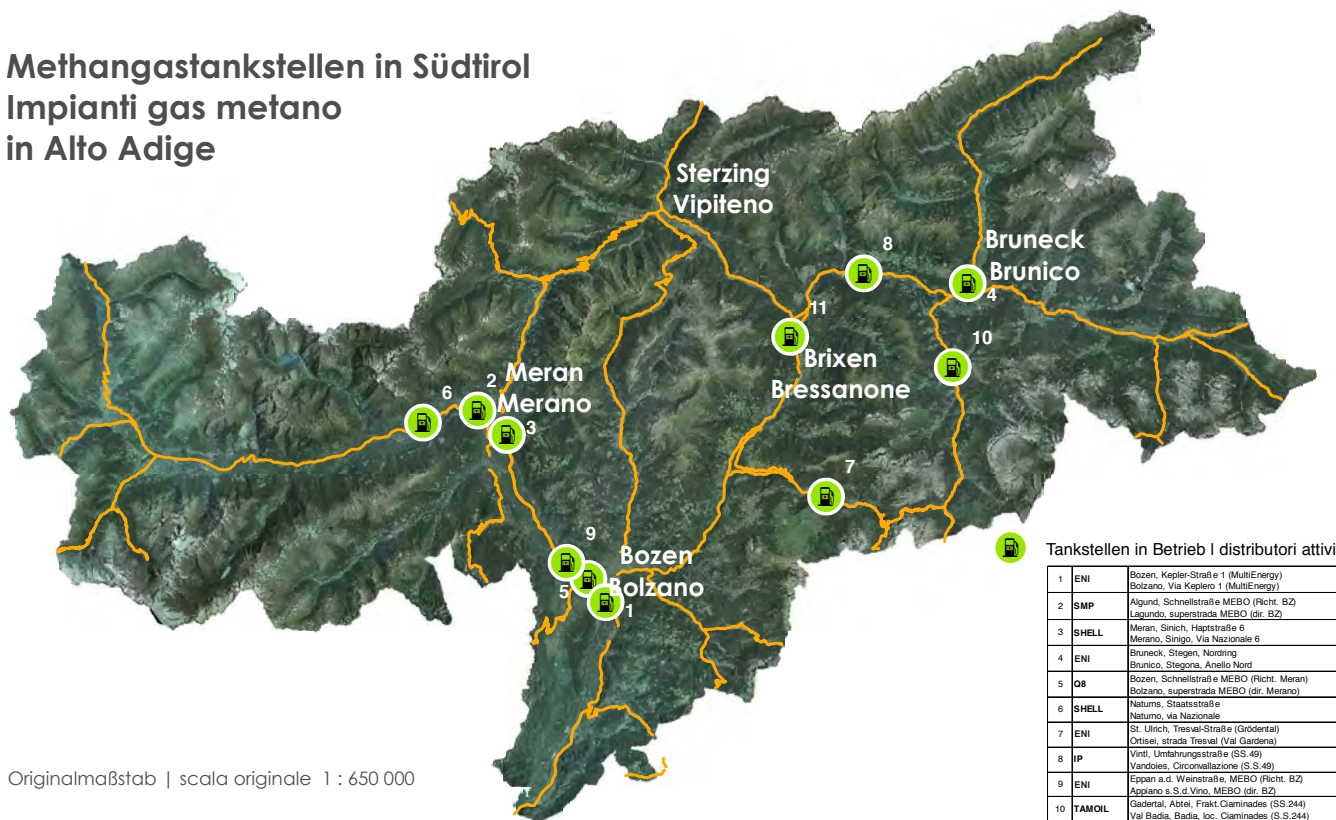 Methangastankstellen in Südtirol
Impianti gas metano
in Alto Adige
Sterzing
Vipiteno
8
Bruneck
Brunico
4
11
10
Brixen
Bressanone
Meran
Merano
6
2
3
7
9
Bozen
Bolzano
5
1
Tankstellen in Betrieb l distributori attivi
1 ENI Bozen, Kepler-Straße 1 (MultiEnergy)
Bolzano, Via Keplero 1 (MultiEnergy)
2 SMP Algund, Schnellstraße MEBO (Richt. BZ)
Lagundo, superstrada MEBO (dir. BZ)
3 SHELL Meran, Sinich, Haptstraße 6
Merano, Sinigo, Via Nazionale 6
4 ENI Bruneck, Stegen, Nordring
Brunico, Stegona, Anello Nord
5 Q8 Bozen, Schnellstraße MEBO (Richt. Meran)
Bolzano, superstrada MEBO (dir. Merano)
6 SHELL Naturns, Staatsstraße
Naturno, via Nazionale
7 ENI St. Ulrich, Tresval-Straße (Grödental)
Ortisei, strada Tresval (Val Gardena)
8 IP Vintl, Umfahrungsstraße (SS.49)
Vandoies, Circonvallazione (S.S.49)
9 ENI Eppan a.d. Weinstraße, MEBO (Richt. BZ)
Appiano s.S.d.Vino, MEBO (dir. BZ)
10 TAMOIL Gadertal, Abtei, Frakt.Ciaminades (SS.244)
Val Badia, Badia, loc. Ciaminades (S.S.244)
Originalmaßstab | scala originale 1 : 650 000